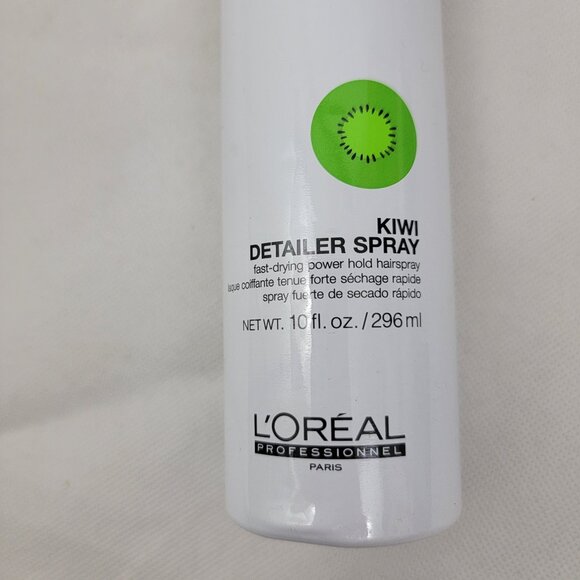 KIWI
DETAILER SPRAY
fast-drying power hold hairspray
laque coiffante tenue forte séchage rapide
spray fuerte de secado rápido
NET WT. 10 fl. oz. / 296 ml
L'ORÉAL
PROFESSIONNEL
PARIS